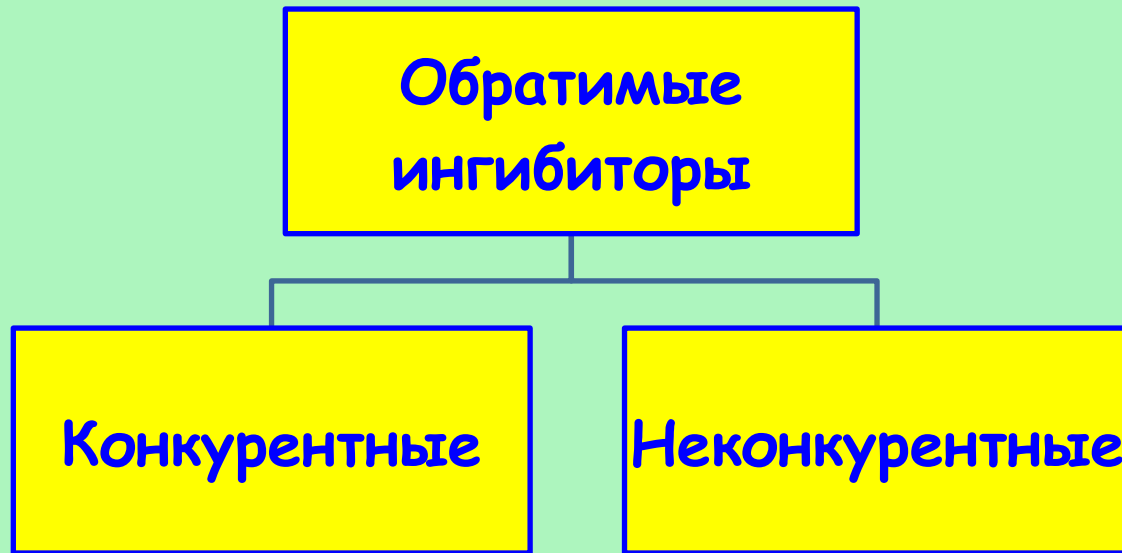 Обратимые
ингибиторы
Конкурентные
Неконкурентные